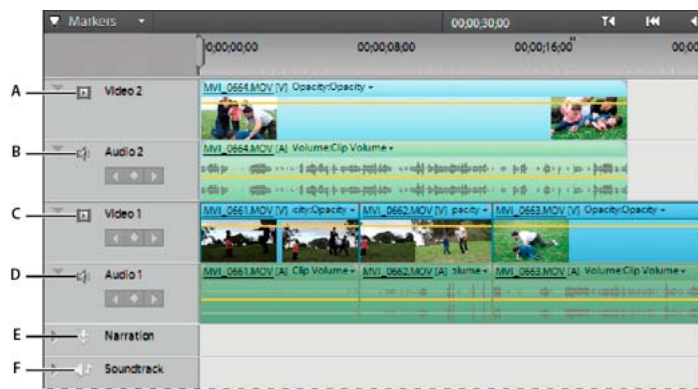 Markers 00;00;30;00
0;00;00;00 00;00;08;00 00;00;16;00 00;00
A Video 2 MVI_0664.MOV [V] Opacity:Opacity
B Audio 2 MVI_0664.MOV [A] Volume:Clip Volume
C Video 1 MVI_0661.MOV [V] city:Opacity MVI_0662.MOV [V] pacity MVI_0663.MOV [V] Opacity:Opacity
D Audio 1 MVI_0661.MOV [A] Clip Volume MVI_0662.MOV [A] olume MVI_0663.MOV [A] Volume:Clip Volume
E Narration
F Soundtrack